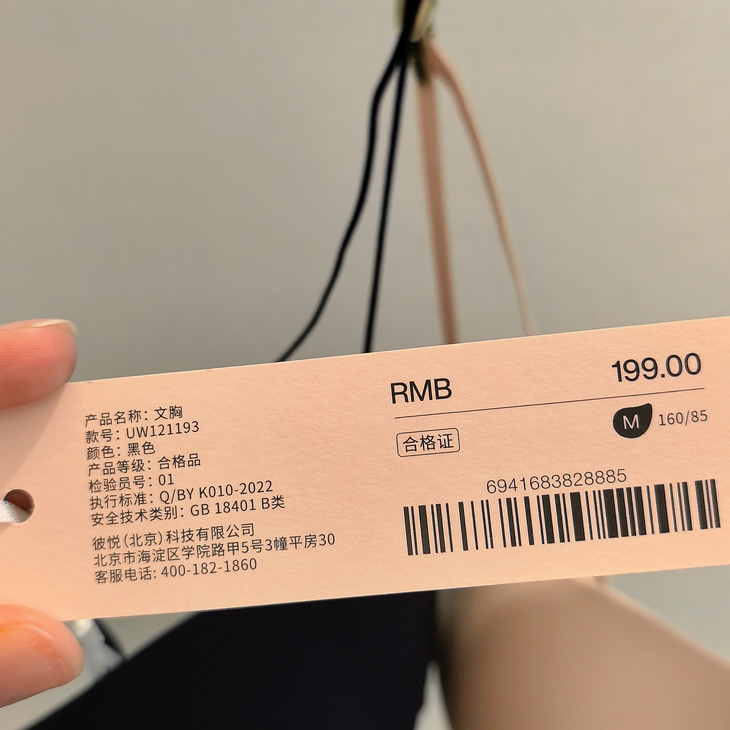 产品名称: 文胸
款号: UW121193
颜色: 黑色
产品等级: 合格品
检验员号: 01
执行标准: Q/BY K010-2022
安全技术类别: GB 18401 B类
彼悦(北京)科技有限公司
北京市海淀区学院路甲5号3幢平房30
客服电话: 400-182-1860
RMB 199.00
合格证 M 160/85
6941683828885